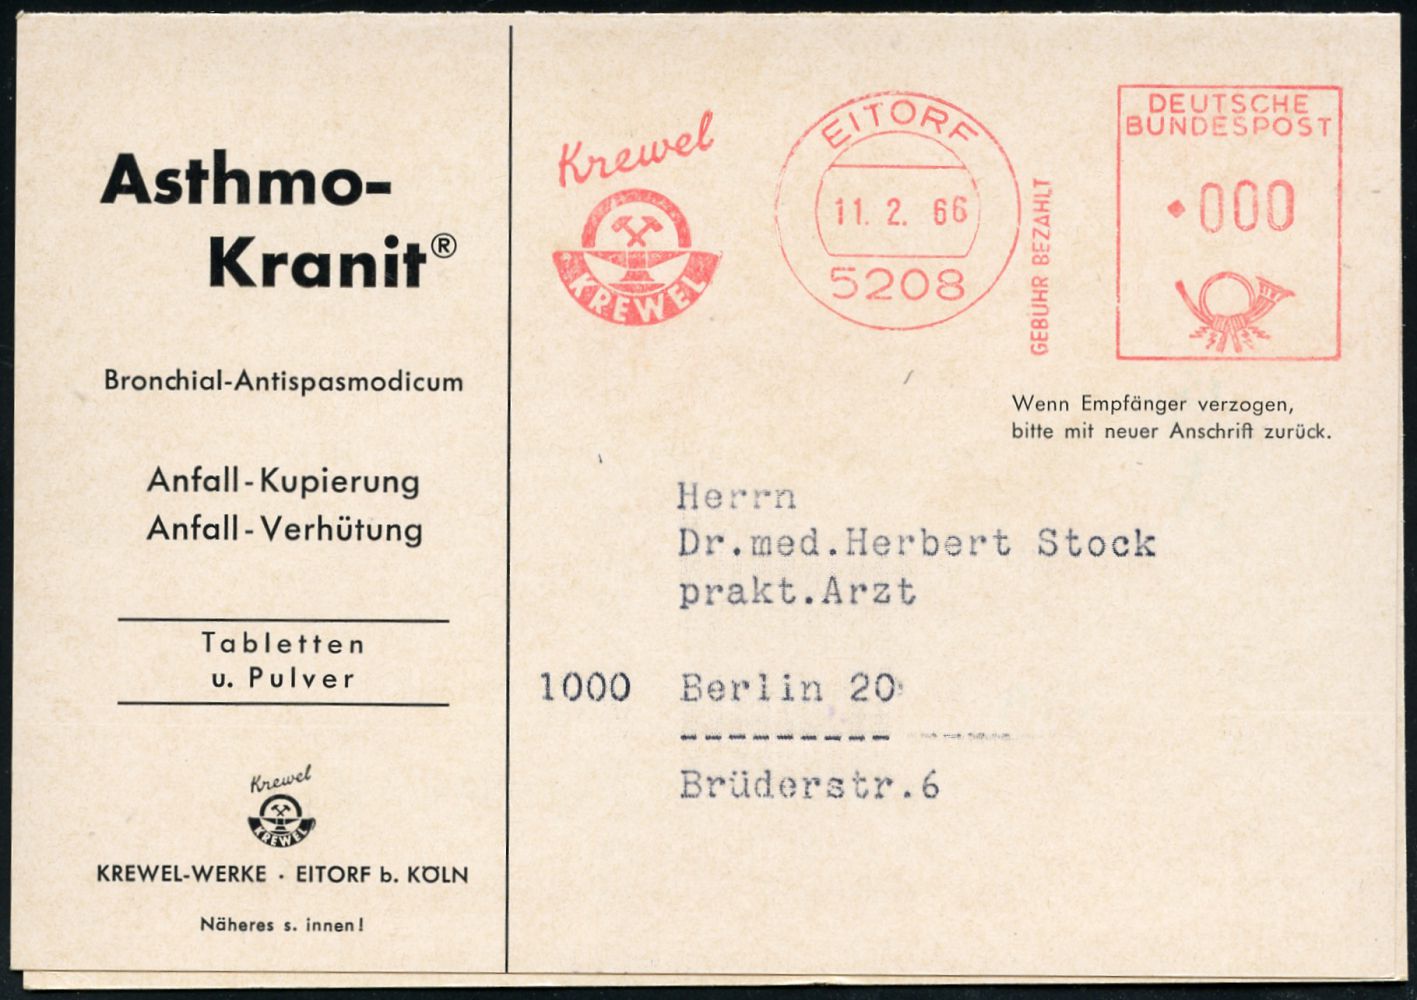 Asthmo-
Kranit®
Bronchial-Antispasmodicum
Anfall-Kupierung
Anfall-Verhütung
Tabletten
u. Pulver
Krewel
KREWEL
KREWEL-WERKE · EITORF b. KÖLN
Näheres s. innen!
Krewel
KREWEL
EITORF
11. 2. 66
5208
GEBÜHR BEZAHLT
DEUTSCHE
BUNDESPOST
000
Wenn Empfänger verzogen,
bitte mit neuer Anschrift zurück.
Herrn
Dr.med.Herbert Stock
prakt.Arzt
1000 Berlin 20
---------
Brüderstr.6